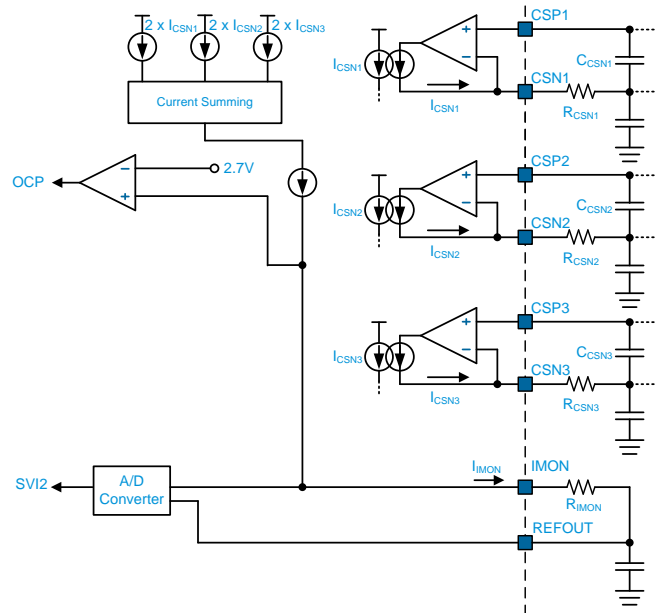 2 x I_CSN1 2 x I_CSN2 2 x I_CSN3
Current Summing
OCP
−
2.7V
+
CSP1
+
−
I_CSN1
C_CSN1
CSN1
I_CSN1
R_CSN1
CSP2
+
−
I_CSN2
C_CSN2
CSN2
I_CSN2
R_CSN2
CSP3
+
−
I_CSN3
C_CSN3
CSN3
I_CSN3
R_CSN3
SVI2
A/D
Converter
I_IMON
IMON
R_IMON
REFOUT